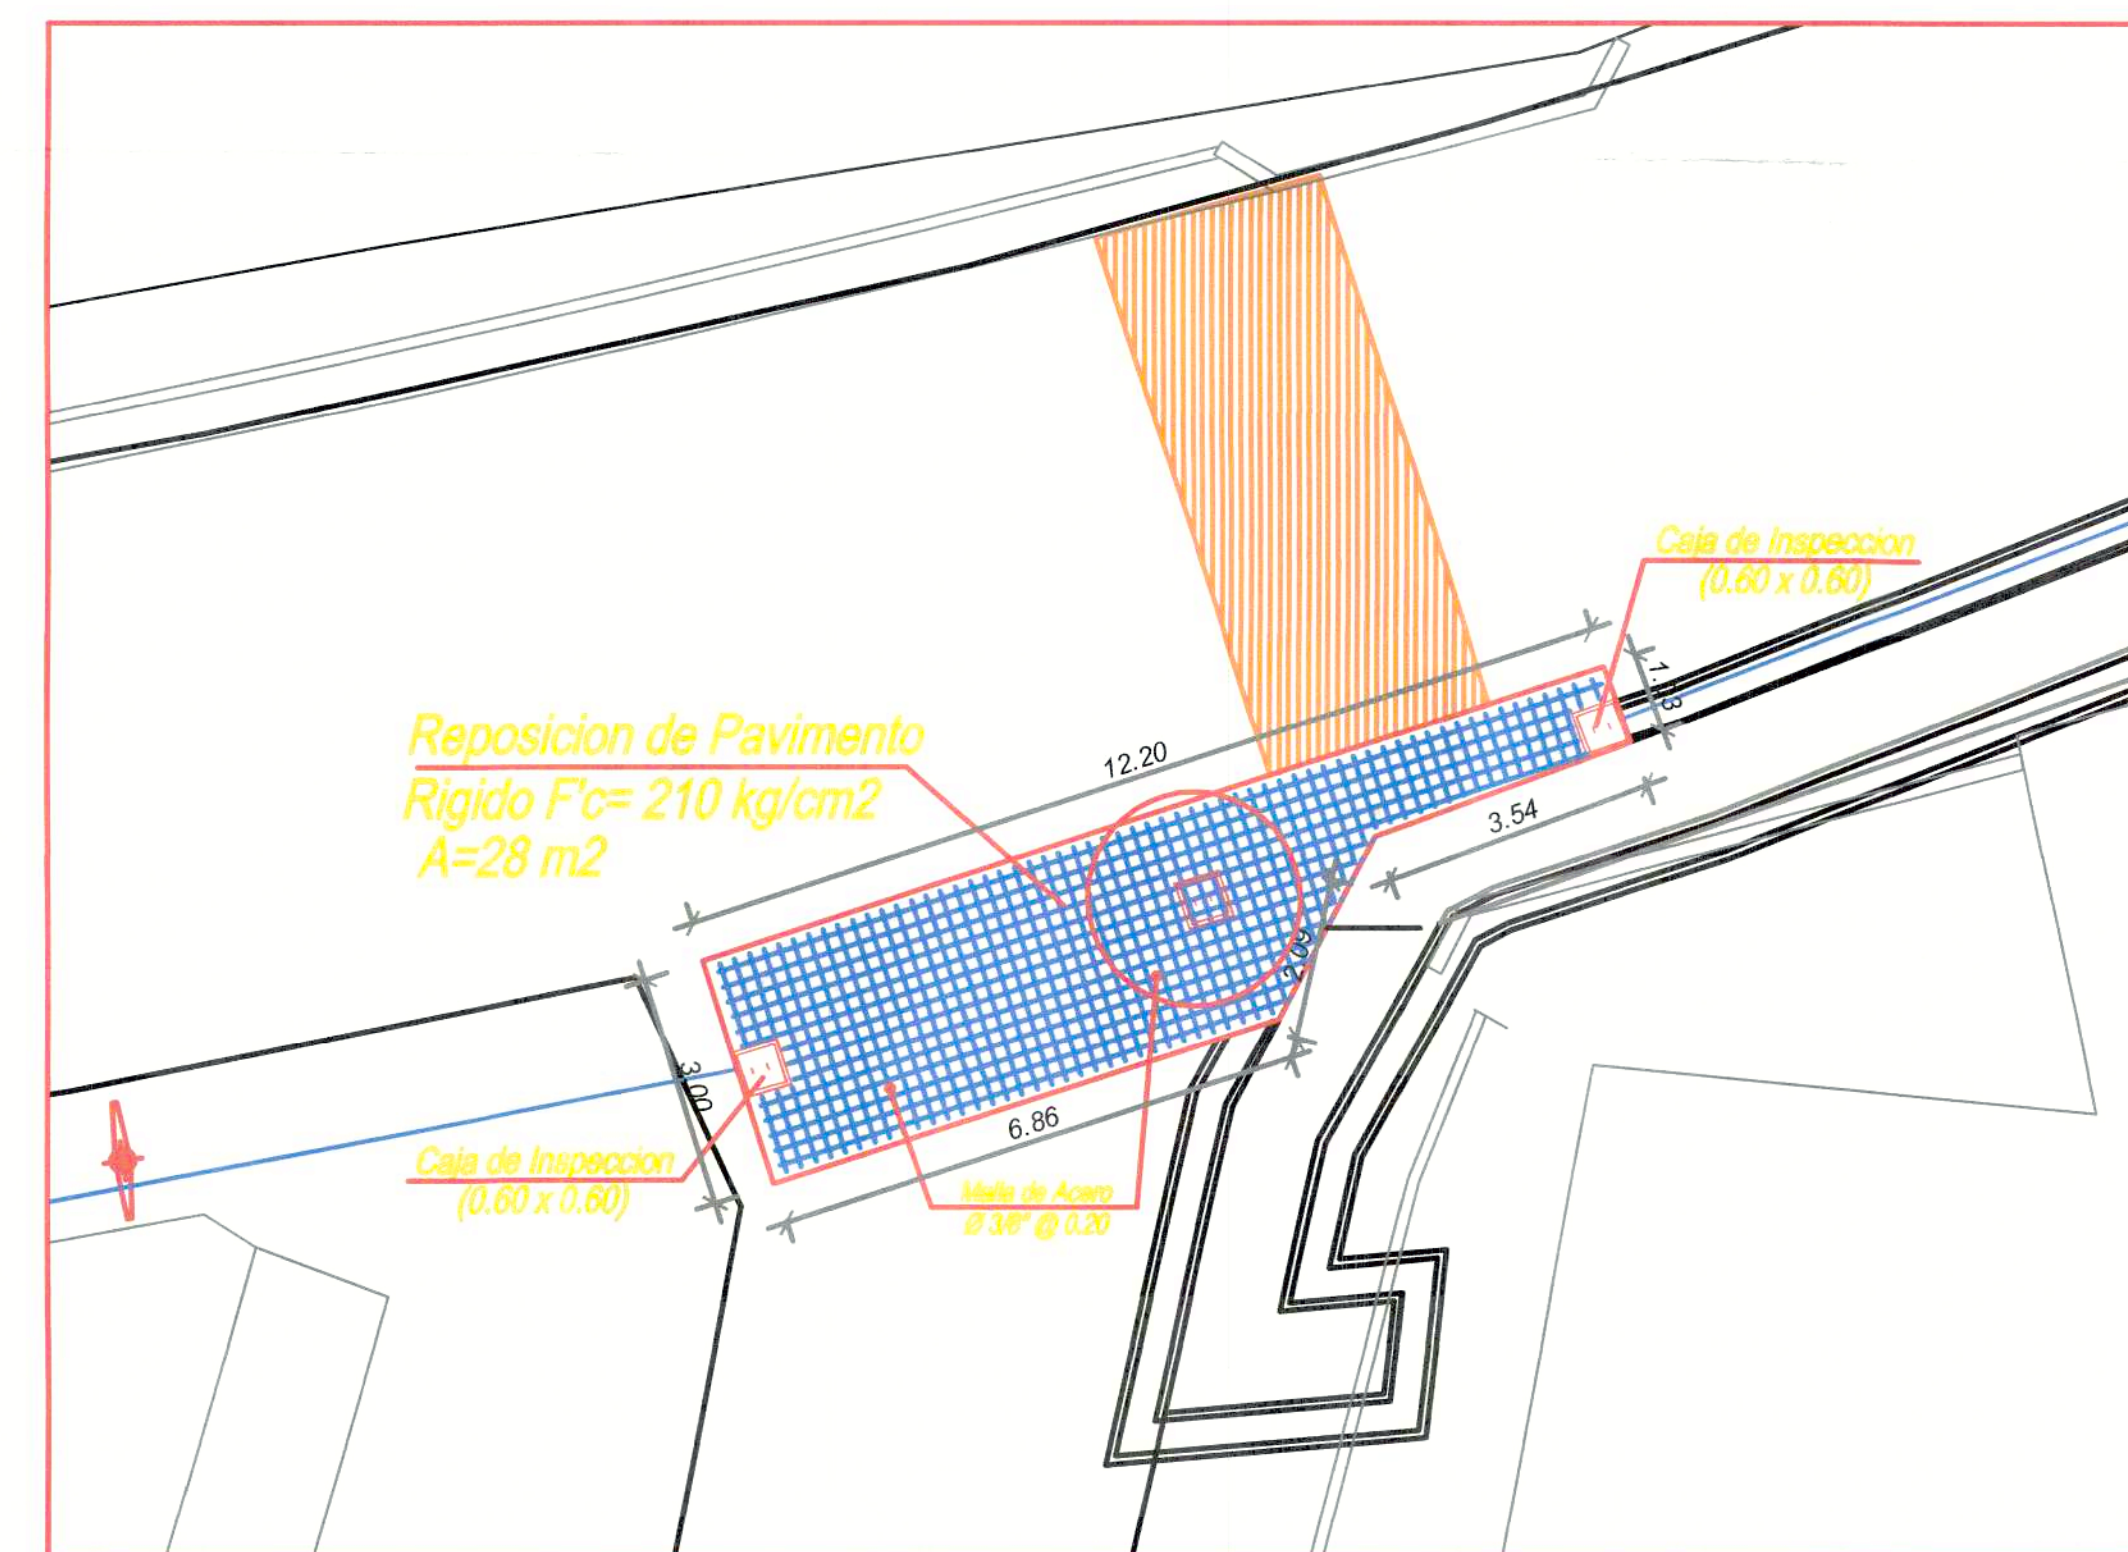 Caja de Inspeccion
(0.60 x 0.60)
Reposicion de Pavimento
Rigido F'c= 210 kg/cm2
A=28 m2
12.20
3.54
2.09
3.00
6.86
Caja de Inspeccion
(0.60 x 0.60)
Malla de Acero
Ø 3/8" @ 0.20